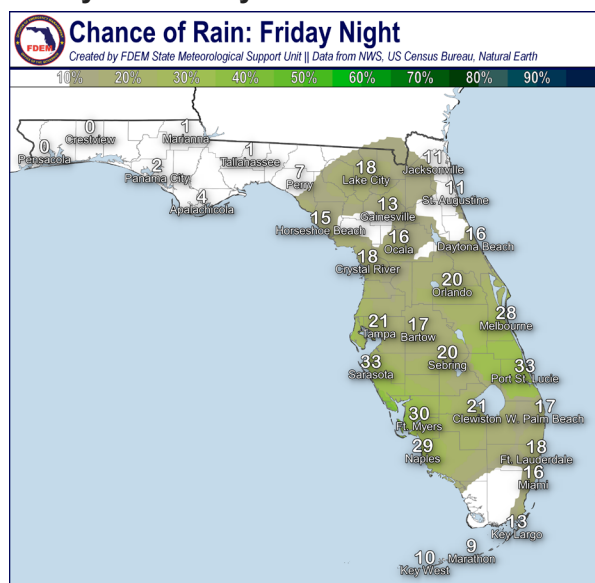 Chance of Rain: Friday Night
Created by FDEM State Meteorological Support Unit || Data from NWS, US Census Bureau, Natural Earth
FDEM
10% 20% 30% 40% 50% 60% 70% 80% 90%
0
Pensacola
0
Crestview
1
Marianna
2
Panama City
1
Tallahassee
4
Apalachicola
7
Perry
18
Lake City
11
Jacksonville
11
St. Augustine
13
Gainesville
15
Horseshoe Beach
16
Ocala
16
Daytona Beach
18
Crystal River
20
Orlando
28
Melbourne
21
Tampa
17
Bartow
20
Sebring
33
Sarasota
33
Port St. Lucie
30
Ft. Myers
21
Clewiston
17
W. Palm Beach
29
Naples
18
Ft. Lauderdale
16
Miami
13
Key Largo
9
Marathon
10
Key West